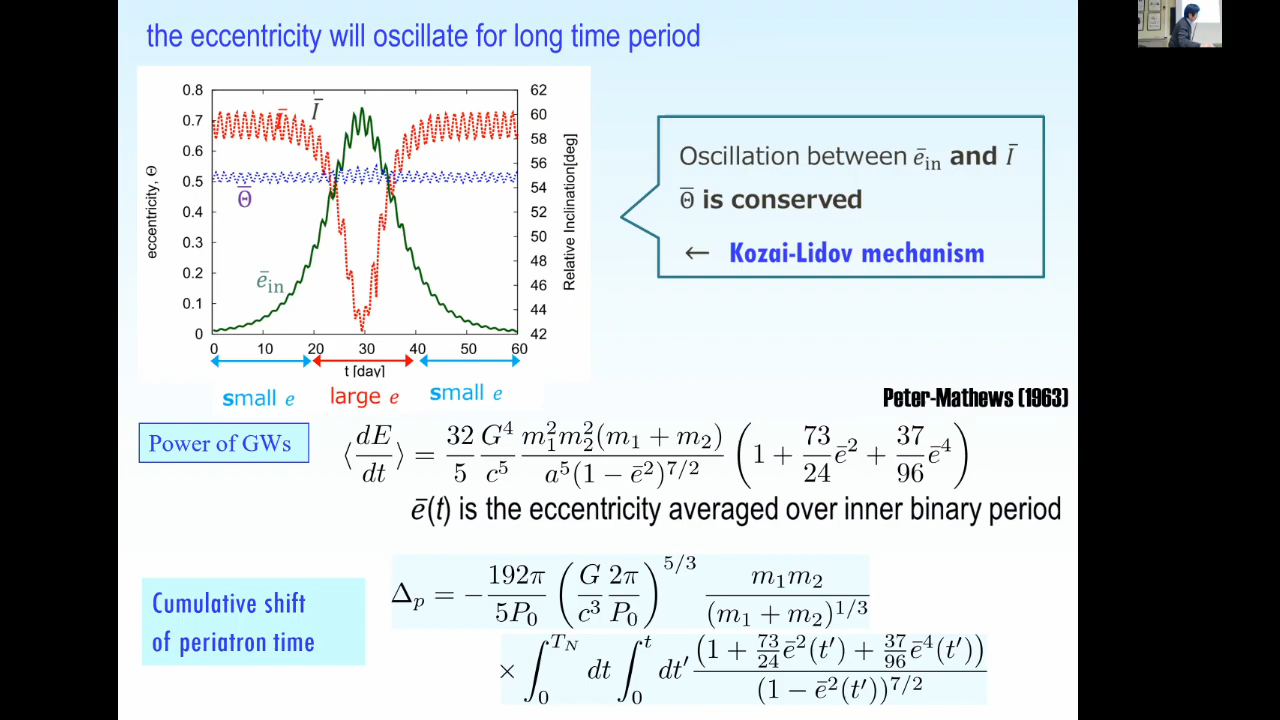 the eccentricity will oscillate for long time period
0.8
0.7
0.6
0.5
0.4
0.3
0.2
0.1
0
eccentricity, Θ
62
60
58
56
54
52
50
48
46
44
42
Relative Inclination[deg]
Ī
Ī
Θ̅
ēin
0 10 20 30 40 50 60
t [day]
small e large e small e
Oscillation between ēin and Ī
Θ̅ is conserved
← Kozai-Lidov mechanism
Peter-Mathews (1963)
Power of GWs
⟨dE/dt⟩ = 32/5 G⁴/c⁵ m₁²m₂²(m₁ + m₂)/a⁵(1 − ē²)^7/2 (1 + 73/24 ē² + 37/96 ē⁴)
ē(t) is the eccentricity averaged over inner binary period
Cumulative shift
of periatron time
Δp = − 192π/5P₀ (G/c³ 2π/P₀)^5/3 m₁m₂/(m₁ + m₂)^1/3
× ∫₀^TN dt ∫₀^t dt′ (1 + 73/24 ē²(t′) + 37/96 ē⁴(t′))/(1 − ē²(t′))^7/2